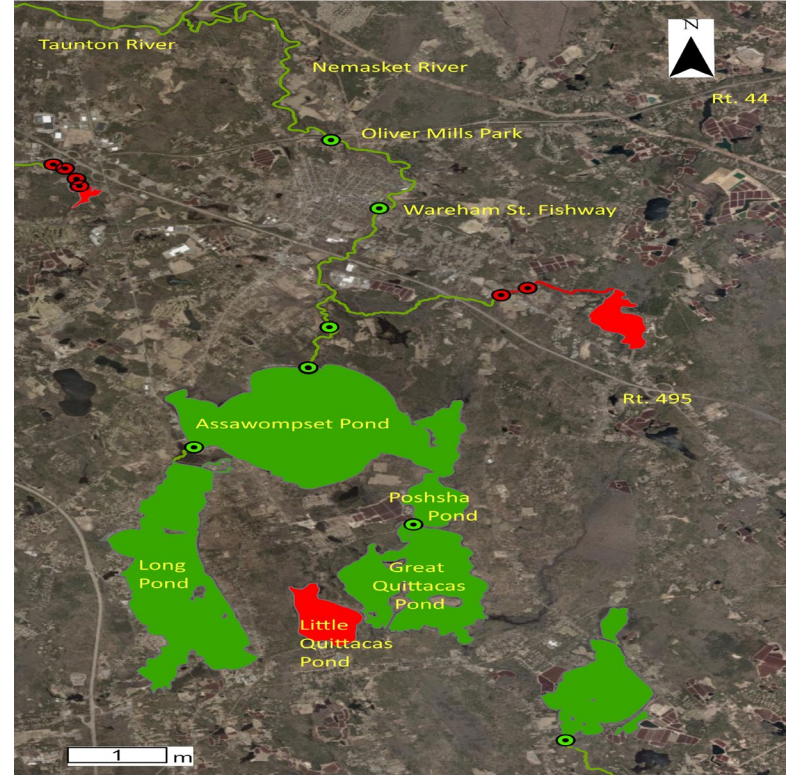 N
Taunton River
Nemasket River
Rt. 44
Oliver Mills Park
Wareham St. Fishway
Rt. 495
Assawompset Pond
Poshsha
Pond
Long
Pond
Great
Quittacas
Pond
Little
Quittacas
Pond
1 m